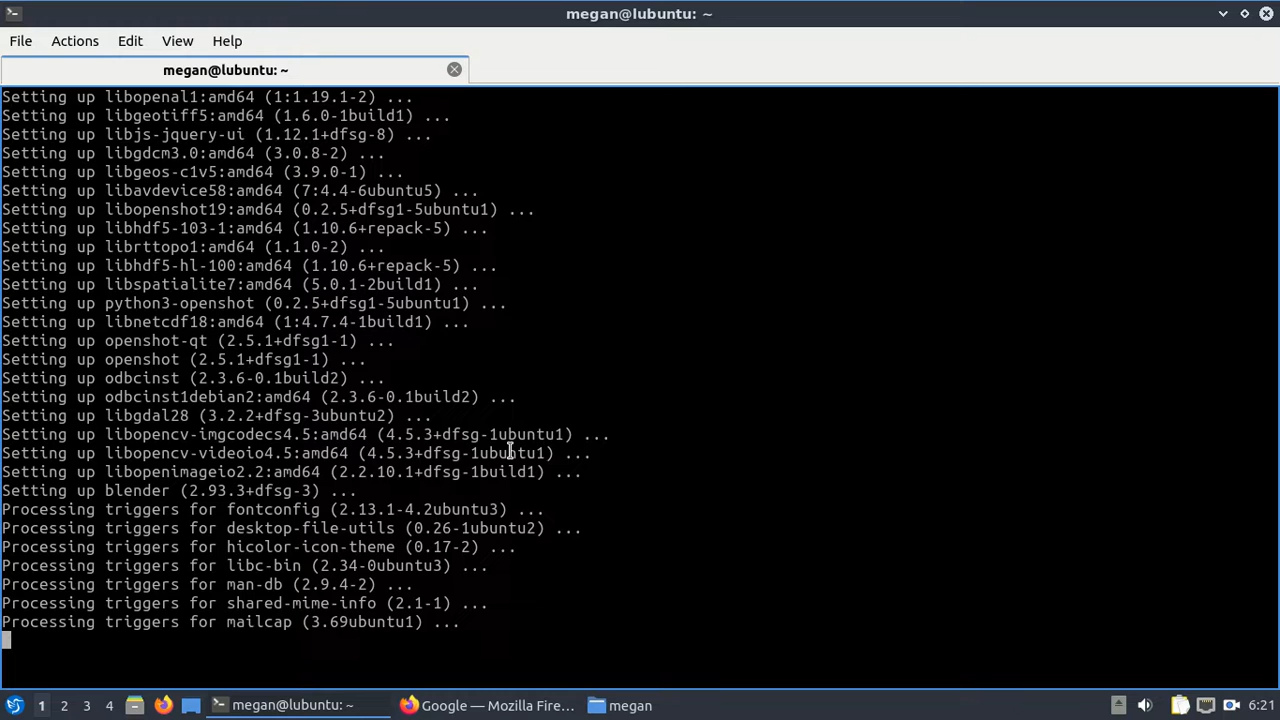 megan@lubuntu: ~
File Actions Edit View Help
megan@lubuntu: ~
Setting up libopenal1:amd64 (1:1.19.1-2) ...
Setting up libgeotiff5:amd64 (1.6.0-1build1) ...
Setting up libjs-jquery-ui (1.12.1+dfsg-8) ...
Setting up libgdcm3.0:amd64 (3.0.8-2) ...
Setting up libgeos-c1v5:amd64 (3.9.0-1) ...
Setting up libavdevice58:amd64 (7:4.4-6ubuntu5) ...
Setting up libopenshot19:amd64 (0.2.5+dfsg1-5ubuntu1) ...
Setting up libhdf5-103-1:amd64 (1.10.6+repack-5) ...
Setting up librttopo1:amd64 (1.1.0-2) ...
Setting up libhdf5-hl-100:amd64 (1.10.6+repack-5) ...
Setting up libspatialite7:amd64 (5.0.1-2build1) ...
Setting up python3-openshot (0.2.5+dfsg1-5ubuntu1) ...
Setting up libnetcdf18:amd64 (1:4.7.4-1build1) ...
Setting up openshot-qt (2.5.1+dfsg1-1) ...
Setting up openshot (2.5.1+dfsg1-1) ...
Setting up odbcinst (2.3.6-0.1build2) ...
Setting up odbcinst1debian2:amd64 (2.3.6-0.1build2) ...
Setting up libgdal28 (3.2.2+dfsg-3ubuntu2) ...
Setting up libopencv-imgcodecs4.5:amd64 (4.5.3+dfsg-1ubuntu1) ...
Setting up libopencv-videoio4.5:amd64 (4.5.3+dfsg-1ubuntu1) ...
Setting up libopenimageio2.2:amd64 (2.2.10.1+dfsg-1build1) ...
Setting up blender (2.93.3+dfsg-3) ...
Processing triggers for fontconfig (2.13.1-4.2ubuntu3) ...
Processing triggers for desktop-file-utils (0.26-1ubuntu2) ...
Processing triggers for hicolor-icon-theme (0.17-2) ...
Processing triggers for libc-bin (2.34-0ubuntu3) ...
Processing triggers for man-db (2.9.4-2) ...
Processing triggers for shared-mime-info (2.1-1) ...
Processing triggers for mailcap (3.69ubuntu1) ...
1 2 3 4 megan@lubuntu: ~ Google — Mozilla Fire... megan 6:21